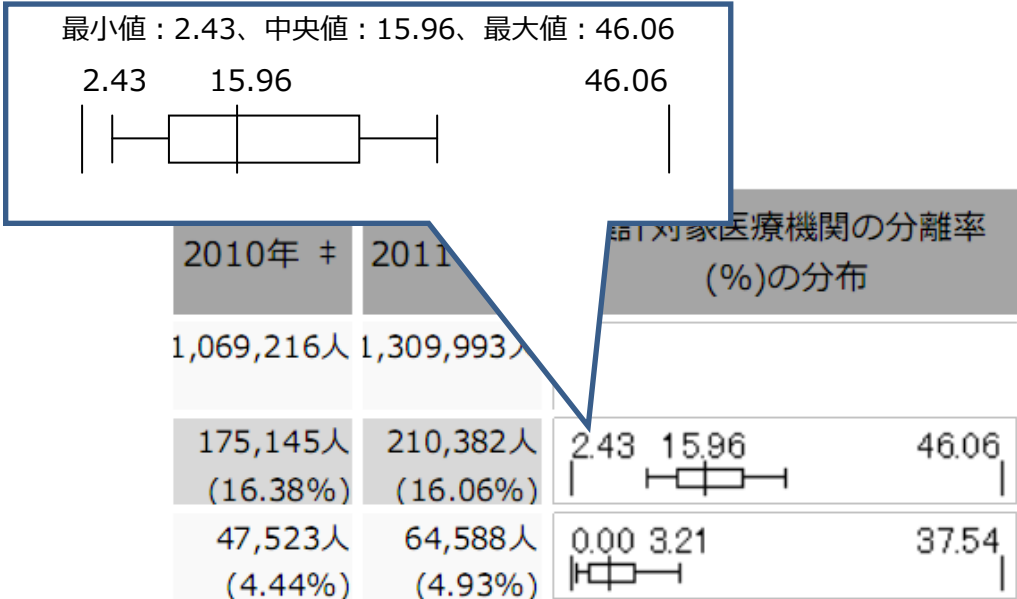 最小値：2.43、中央値：15.96、最大値：46.06
2.43 15.96 46.06
2010年 ‡ 2011
計対象医療機関の分離率
(%)の分布
1,069,216人 1,309,993人
175,145人 210,382人 2.43 15.96 46.06
(16.38%) (16.06%)
47,523人 64,588人 0.00 3.21 37.54
(4.44%) (4.93%)